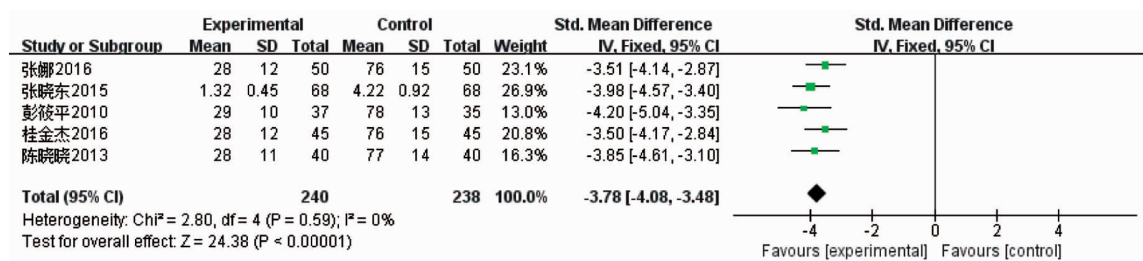 Experimental Control Std. Mean Difference Std. Mean Difference
Study or Subgroup Mean SD Total Mean SD Total Weight IV, Fixed, 95% CI IV, Fixed, 95% CI
张娜2016 28 12 50 76 15 50 23.1% -3.51 [-4.14, -2.87]
张晓东2015 1.32 0.45 68 4.22 0.92 68 26.9% -3.98 [-4.57, -3.40]
彭筱平2010 29 10 37 78 13 35 13.0% -4.20 [-5.04, -3.35]
桂金杰2016 28 12 45 76 15 45 20.8% -3.50 [-4.17, -2.84]
陈晓晓2013 28 11 40 77 14 40 16.3% -3.85 [-4.61, -3.10]
Total (95% CI) 240 238 100.0% -3.78 [-4.08, -3.48]
Heterogeneity: Chi² = 2.80, df = 4 (P = 0.59); I² = 0%
Test for overall effect: Z = 24.38 (P < 0.00001)
-4 -2 0 2 4
Favours [experimental] Favours [control]